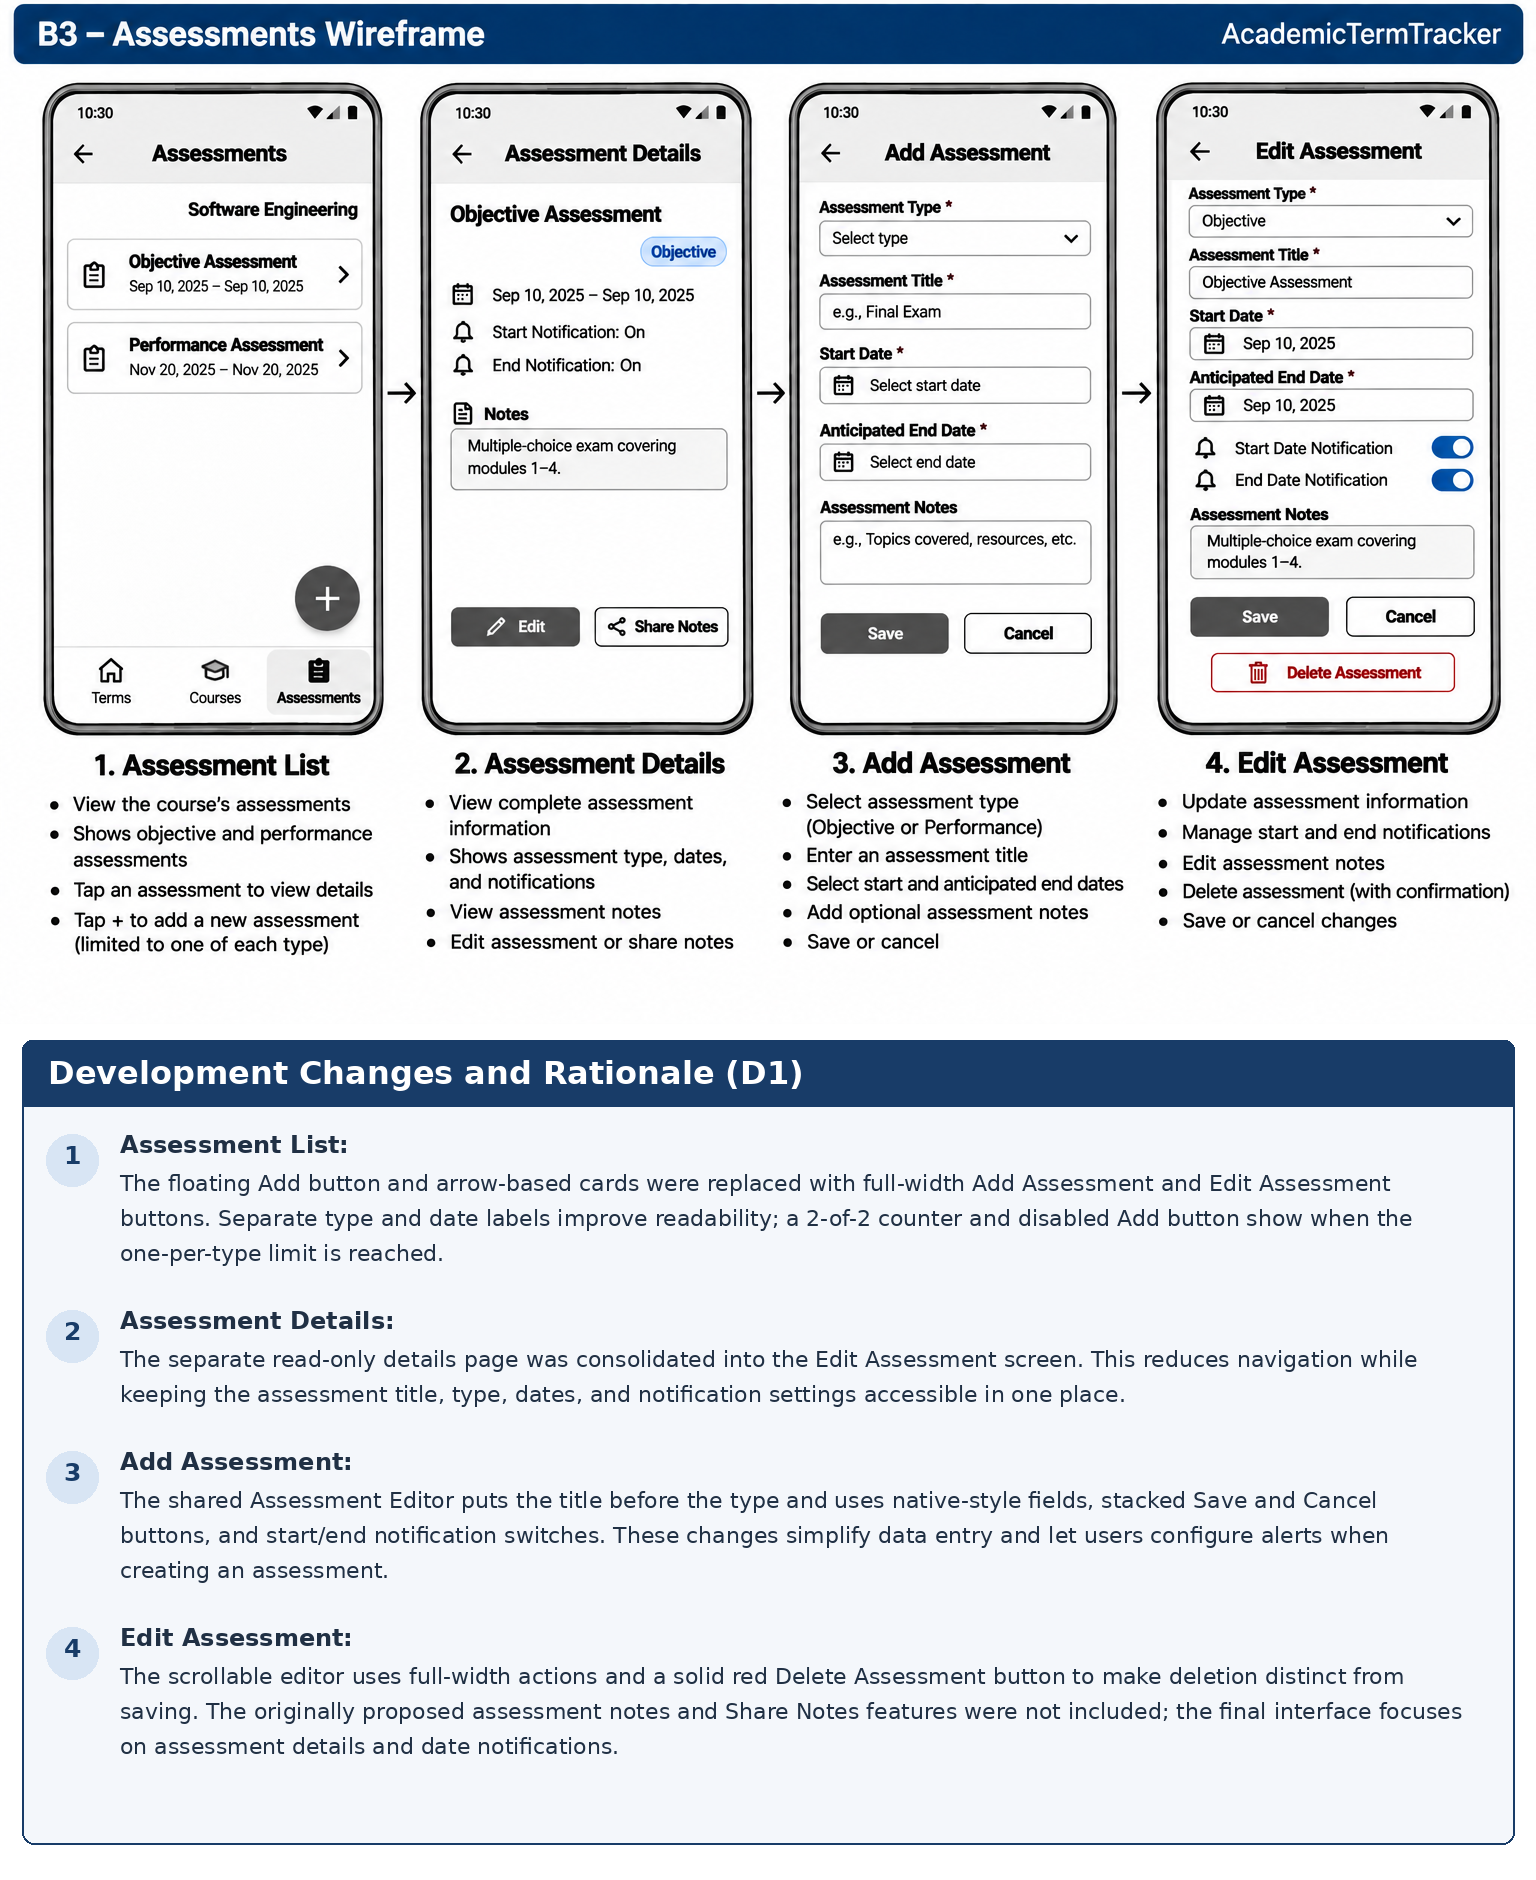 B3 – Assessments Wireframe
AcademicTermTracker
10:30
Assessments
Software Engineering
Objective Assessment
Sep 10, 2025 – Sep 10, 2025
Performance Assessment
Nov 20, 2025 – Nov 20, 2025
+
Terms
Courses
Assessments
10:30
Assessment Details
Objective Assessment
Objective
Sep 10, 2025 – Sep 10, 2025
Start Notification: On
End Notification: On
Notes
Multiple-choice exam covering
modules 1–4.
Edit
Share Notes
10:30
Add Assessment
Assessment Type *
Select type
Assessment Title *
e.g., Final Exam
Start Date *
Select start date
Anticipated End Date *
Select end date
Assessment Notes
e.g., Topics covered, resources, etc.
Save
Cancel
10:30
Edit Assessment
Assessment Type *
Objective
Assessment Title *
Objective Assessment
Start Date *
Sep 10, 2025
Anticipated End Date *
Sep 10, 2025
Start Date Notification
End Date Notification
Assessment Notes
Multiple-choice exam covering
modules 1–4.
Save
Cancel
Delete Assessment
1. Assessment List
• View the course's assessments
• Shows objective and performance
assessments
• Tap an assessment to view details
• Tap + to add a new assessment
(limited to one of each type)
2. Assessment Details
• View complete assessment
information
• Shows assessment type, dates,
and notifications
• View assessment notes
• Edit assessment or share notes
3. Add Assessment
• Select assessment type
(Objective or Performance)
• Enter an assessment title
• Select start and anticipated end dates
• Add optional assessment notes
• Save or cancel
4. Edit Assessment
• Update assessment information
• Manage start and end notifications
• Edit assessment notes
• Delete assessment (with confirmation)
• Save or cancel changes
Development Changes and Rationale (D1)
1
Assessment List:
The floating Add button and arrow-based cards were replaced with full-width Add Assessment and Edit Assessment
buttons. Separate type and date labels improve readability; a 2-of-2 counter and disabled Add button show when the
one-per-type limit is reached.
2
Assessment Details:
The separate read-only details page was consolidated into the Edit Assessment screen. This reduces navigation while
keeping the assessment title, type, dates, and notification settings accessible in one place.
3
Add Assessment:
The shared Assessment Editor puts the title before the type and uses native-style fields, stacked Save and Cancel
buttons, and start/end notification switches. These changes simplify data entry and let users configure alerts when
creating an assessment.
4
Edit Assessment:
The scrollable editor uses full-width actions and a solid red Delete Assessment button to make deletion distinct from
saving. The originally proposed assessment notes and Share Notes features were not included; the final interface focuses
on assessment details and date notifications.